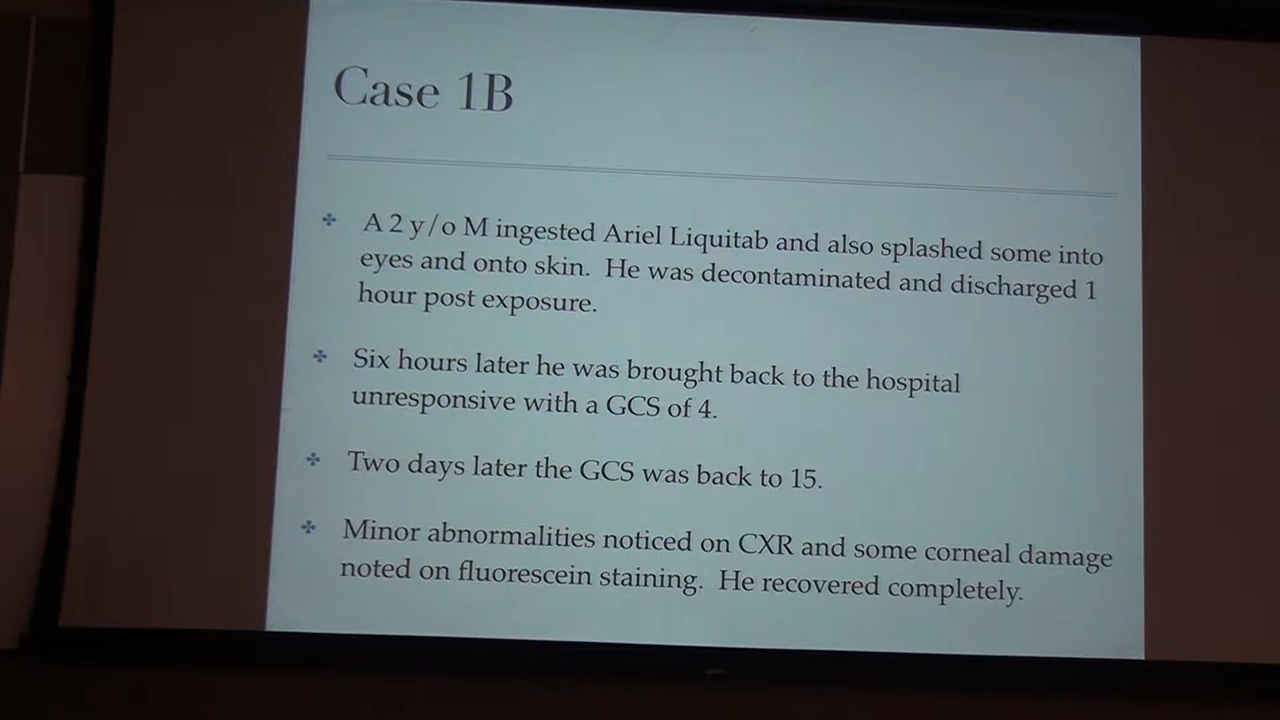 Case 1B
A 2 y/o M ingested Ariel Liquitab and also splashed some into
eyes and onto skin. He was decontaminated and discharged 1
hour post exposure.
Six hours later he was brought back to the hospital
unresponsive with a GCS of 4.
Two days later the GCS was back to 15.
Minor abnormalities noticed on CXR and some corneal damage
noted on fluorescein staining. He recovered completely.